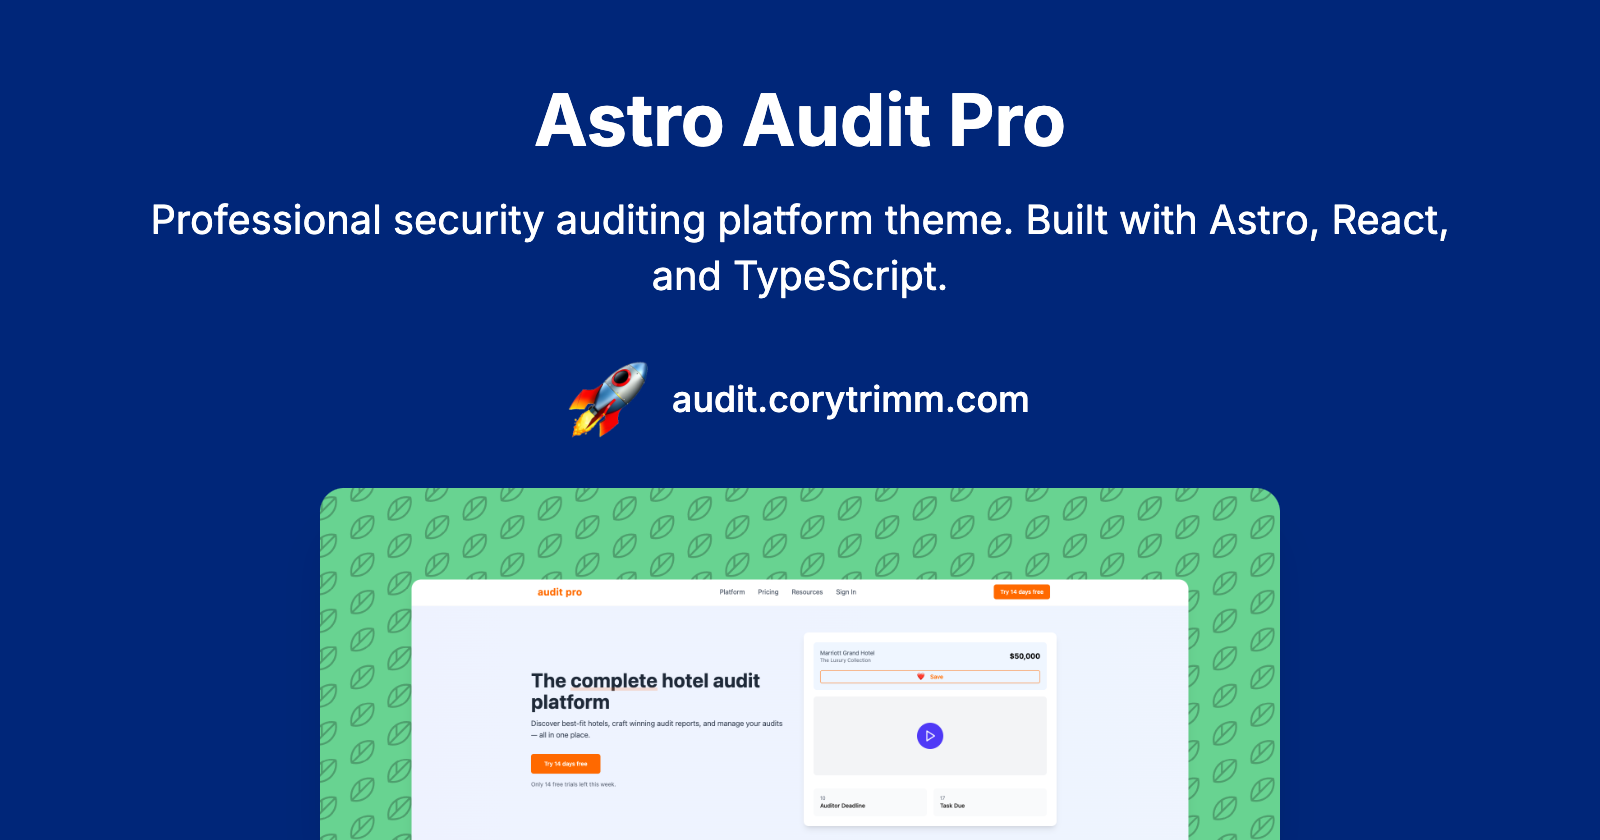 Astro Audit Pro
Professional security auditing platform theme. Built with Astro, React,
and TypeScript.
audit.corytrimm.com
audit pro
Platform
Pricing
Resources
Sign In
Try 14 days free
The complete hotel audit
platform
Discover best-fit hotels, craft winning audit reports, and manage your audits
— all in one place.
Try 14 days free
Only 14 free trials left this week.
Marriott Grand Hotel
The Luxury Collection
$50,000
Save
Auditor Deadline
17
Task Due